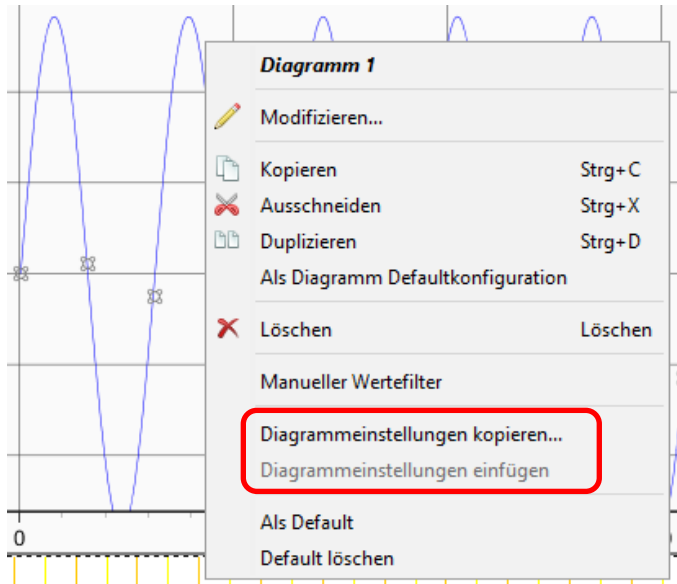 Diagramm 1
Modifizieren...
Kopieren Strg+C
Ausschneiden Strg+X
Duplizieren Strg+D
Als Diagramm Defaultkonfiguration
Löschen Löschen
Manueller Wertefilter
Diagrammeinstellungen kopieren...
Diagrammeinstellungen einfügen
Als Default
0
Default löschen